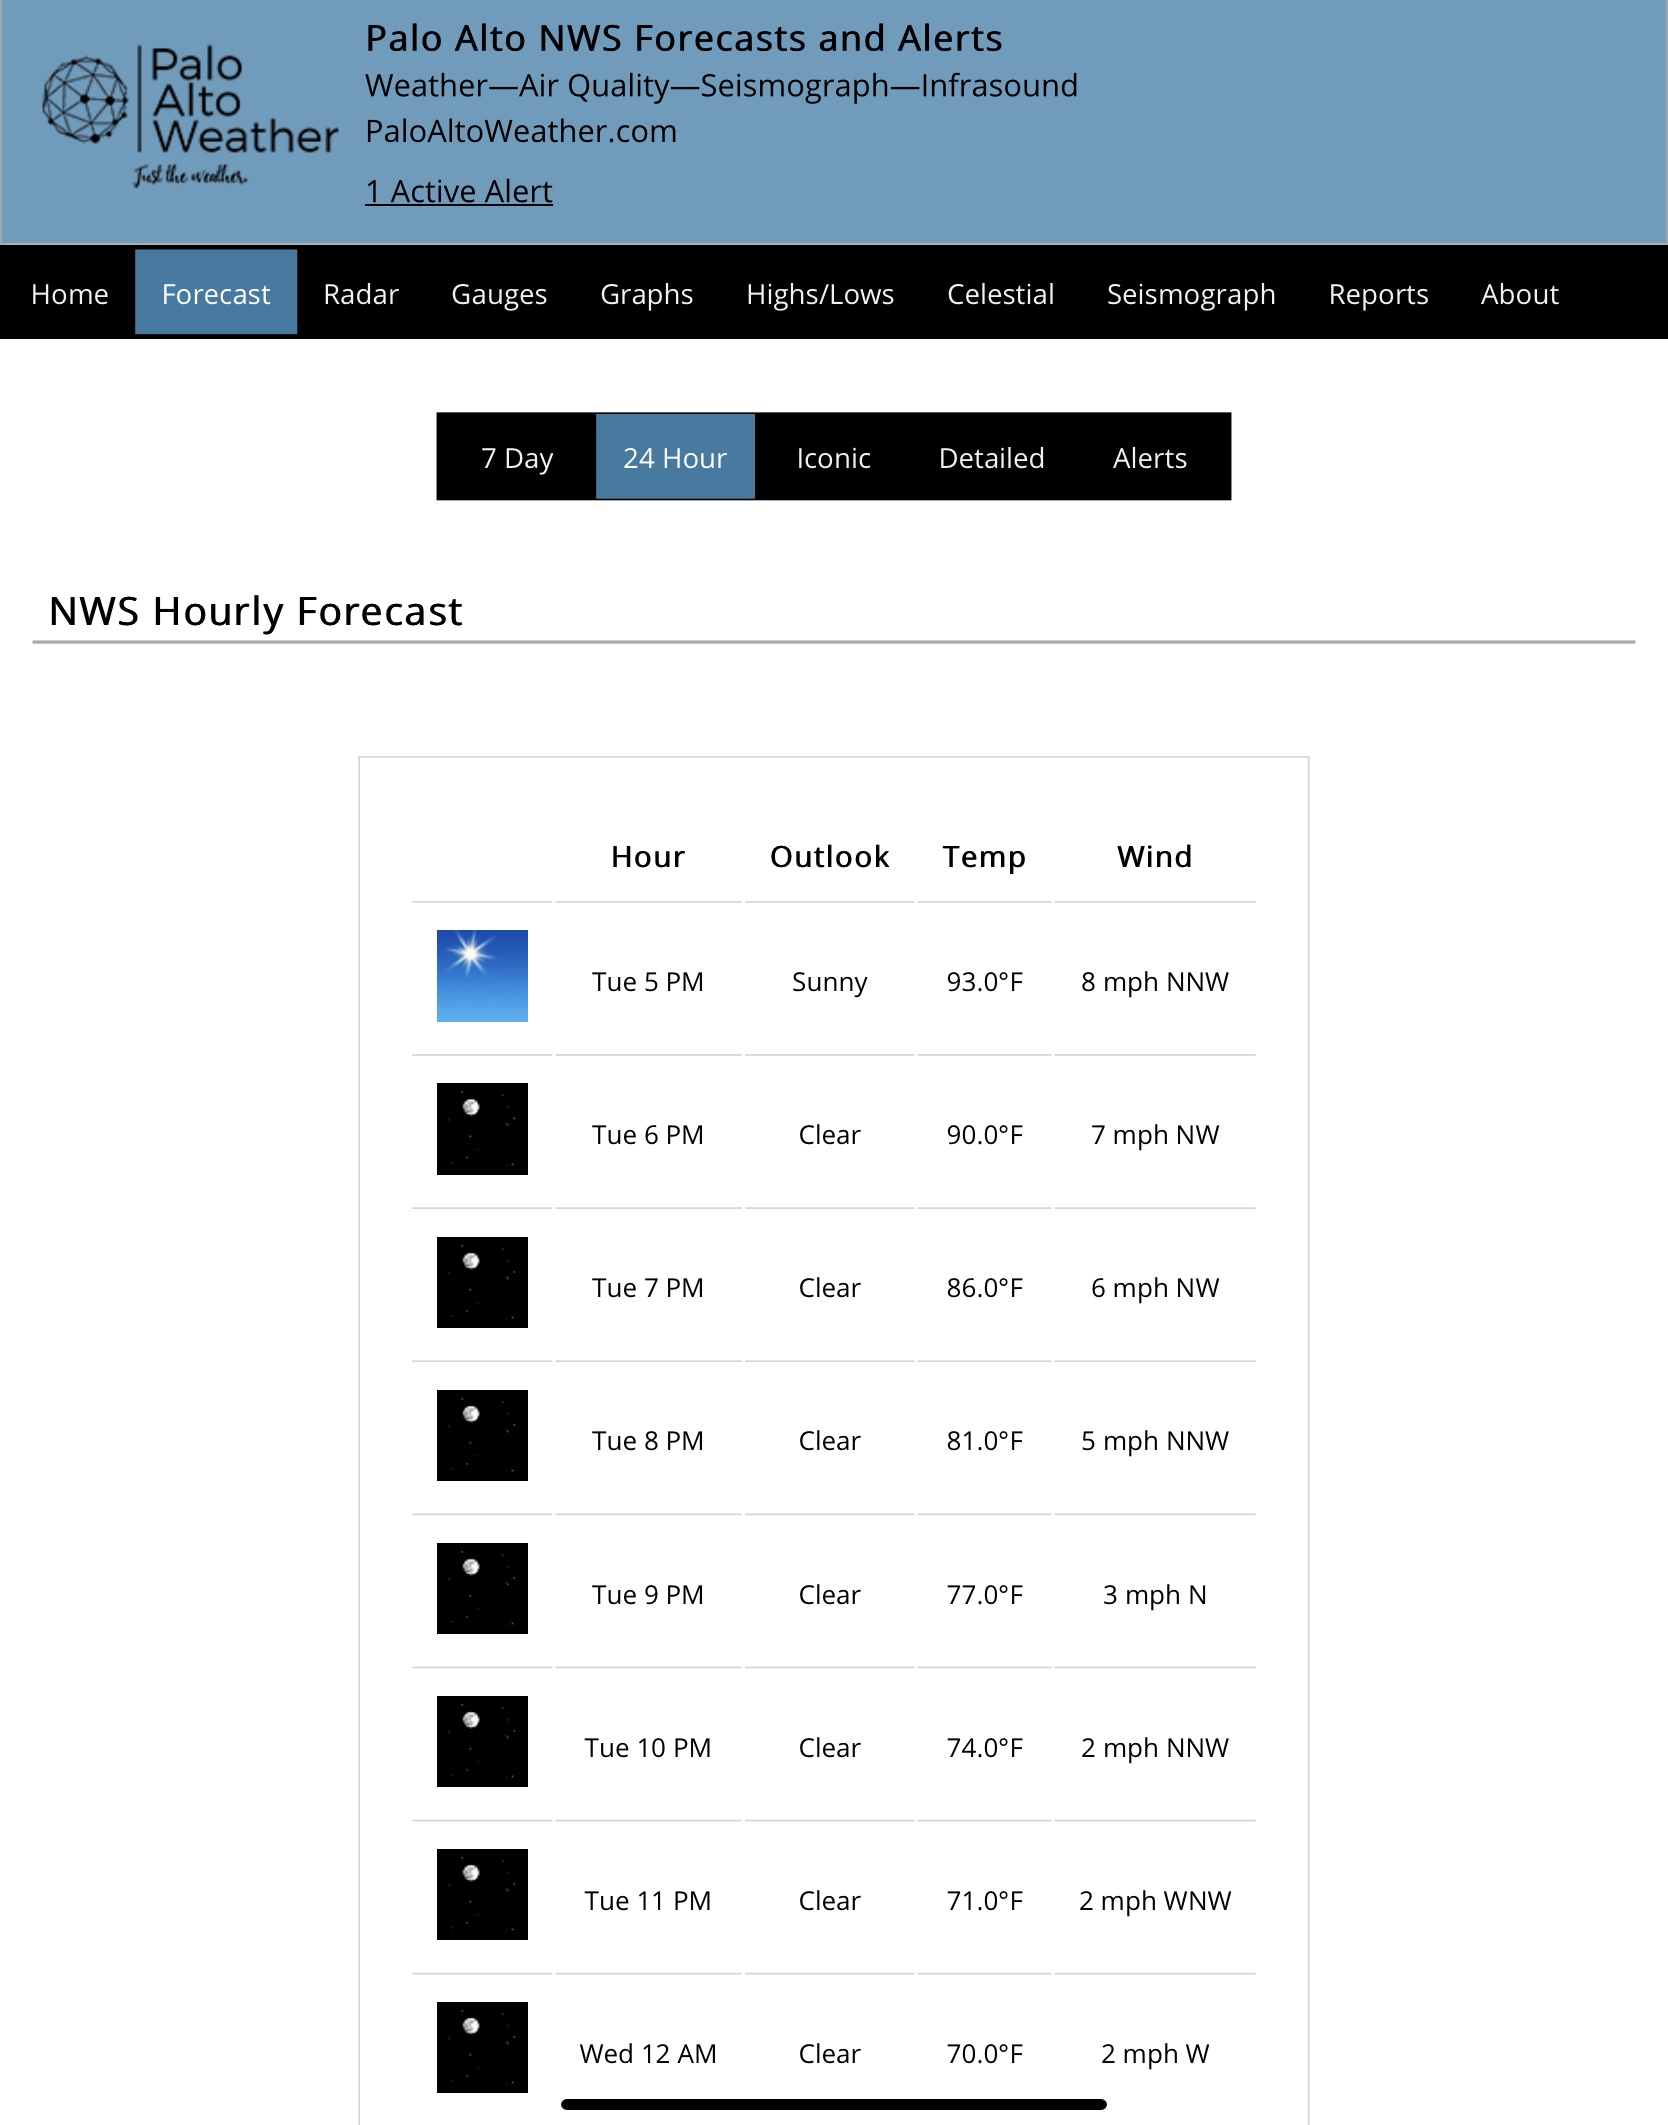 Palo
Alto
Weather
Just the weather.
Palo Alto NWS Forecasts and Alerts
Weather—Air Quality—Seismograph—Infrasound
PaloAltoWeather.com
1 Active Alert
Home Forecast Radar Gauges Graphs Highs/Lows Celestial Seismograph Reports About
7 Day 24 Hour Iconic Detailed Alerts
NWS Hourly Forecast
Hour Outlook Temp Wind
Tue 5 PM Sunny 93.0°F 8 mph NNW
Tue 6 PM Clear 90.0°F 7 mph NW
Tue 7 PM Clear 86.0°F 6 mph NW
Tue 8 PM Clear 81.0°F 5 mph NNW
Tue 9 PM Clear 77.0°F 3 mph N
Tue 10 PM Clear 74.0°F 2 mph NNW
Tue 11 PM Clear 71.0°F 2 mph WNW
Wed 12 AM Clear 70.0°F 2 mph W